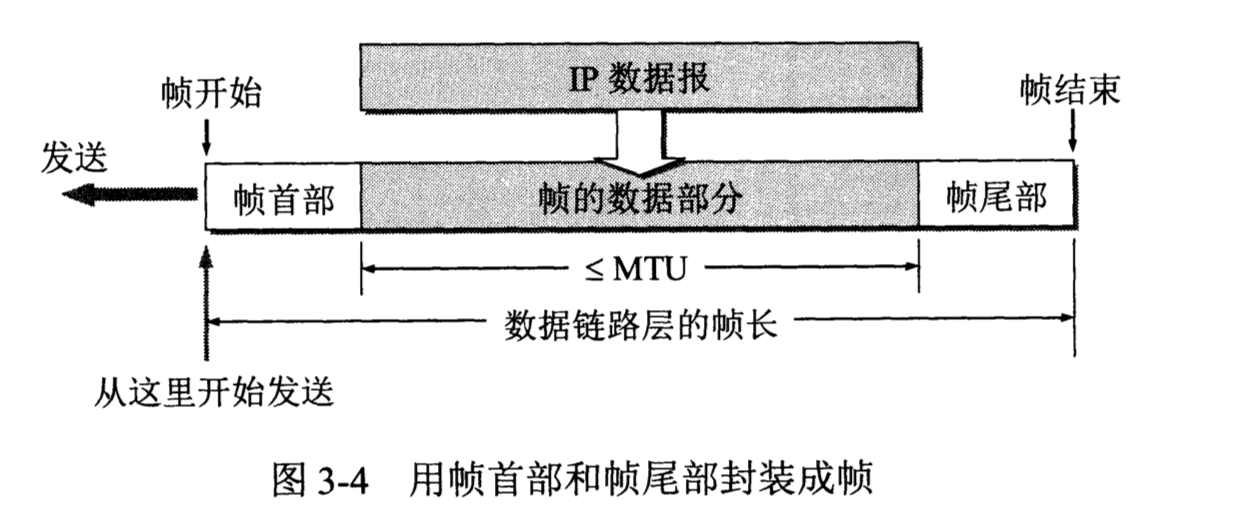 IP 数据报
帧开始
帧结束
发送
帧首部
帧的数据部分
帧尾部
≤ MTU
数据链路层的帧长
从这里开始发送
图 3-4 用帧首部和帧尾部封装成帧